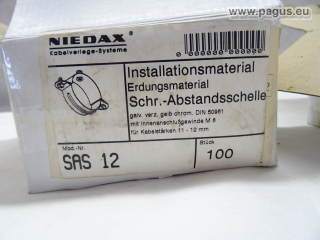 www.pagus.eu
NIEDAX
Kabelverlege-Systeme
Installationsmaterial
Erdungsmaterial
Schr.-Abstandsschelle
galv. verz. gelb chrom. DIN 50961
mit Innenanschlußgewinde M 6
für Kabelstärken 11 - 12 mm
Mod.-Nr.
Stück
SAS 12
100